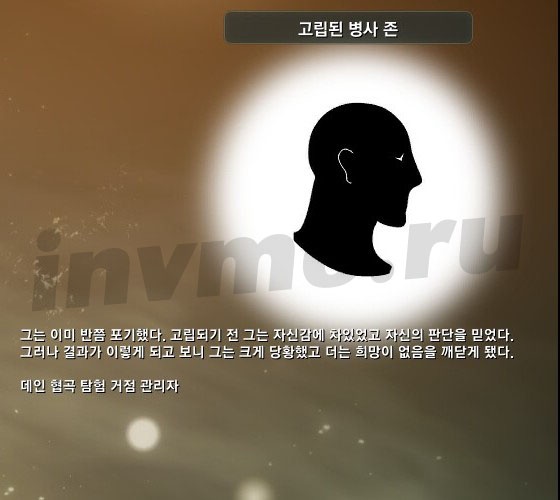 고립된 병사 존
invmu.ru
그는 이미 반쯤 포기했다. 고립되기 전 그는 자신감에 차있었고 자신의 판단을 믿었다.
그러나 결과가 이렇게 되고 보니 그는 크게 당황했고 더는 희망이 없음을 깨닫게 됐다.
데인 협곡 탐험 거점 관리자